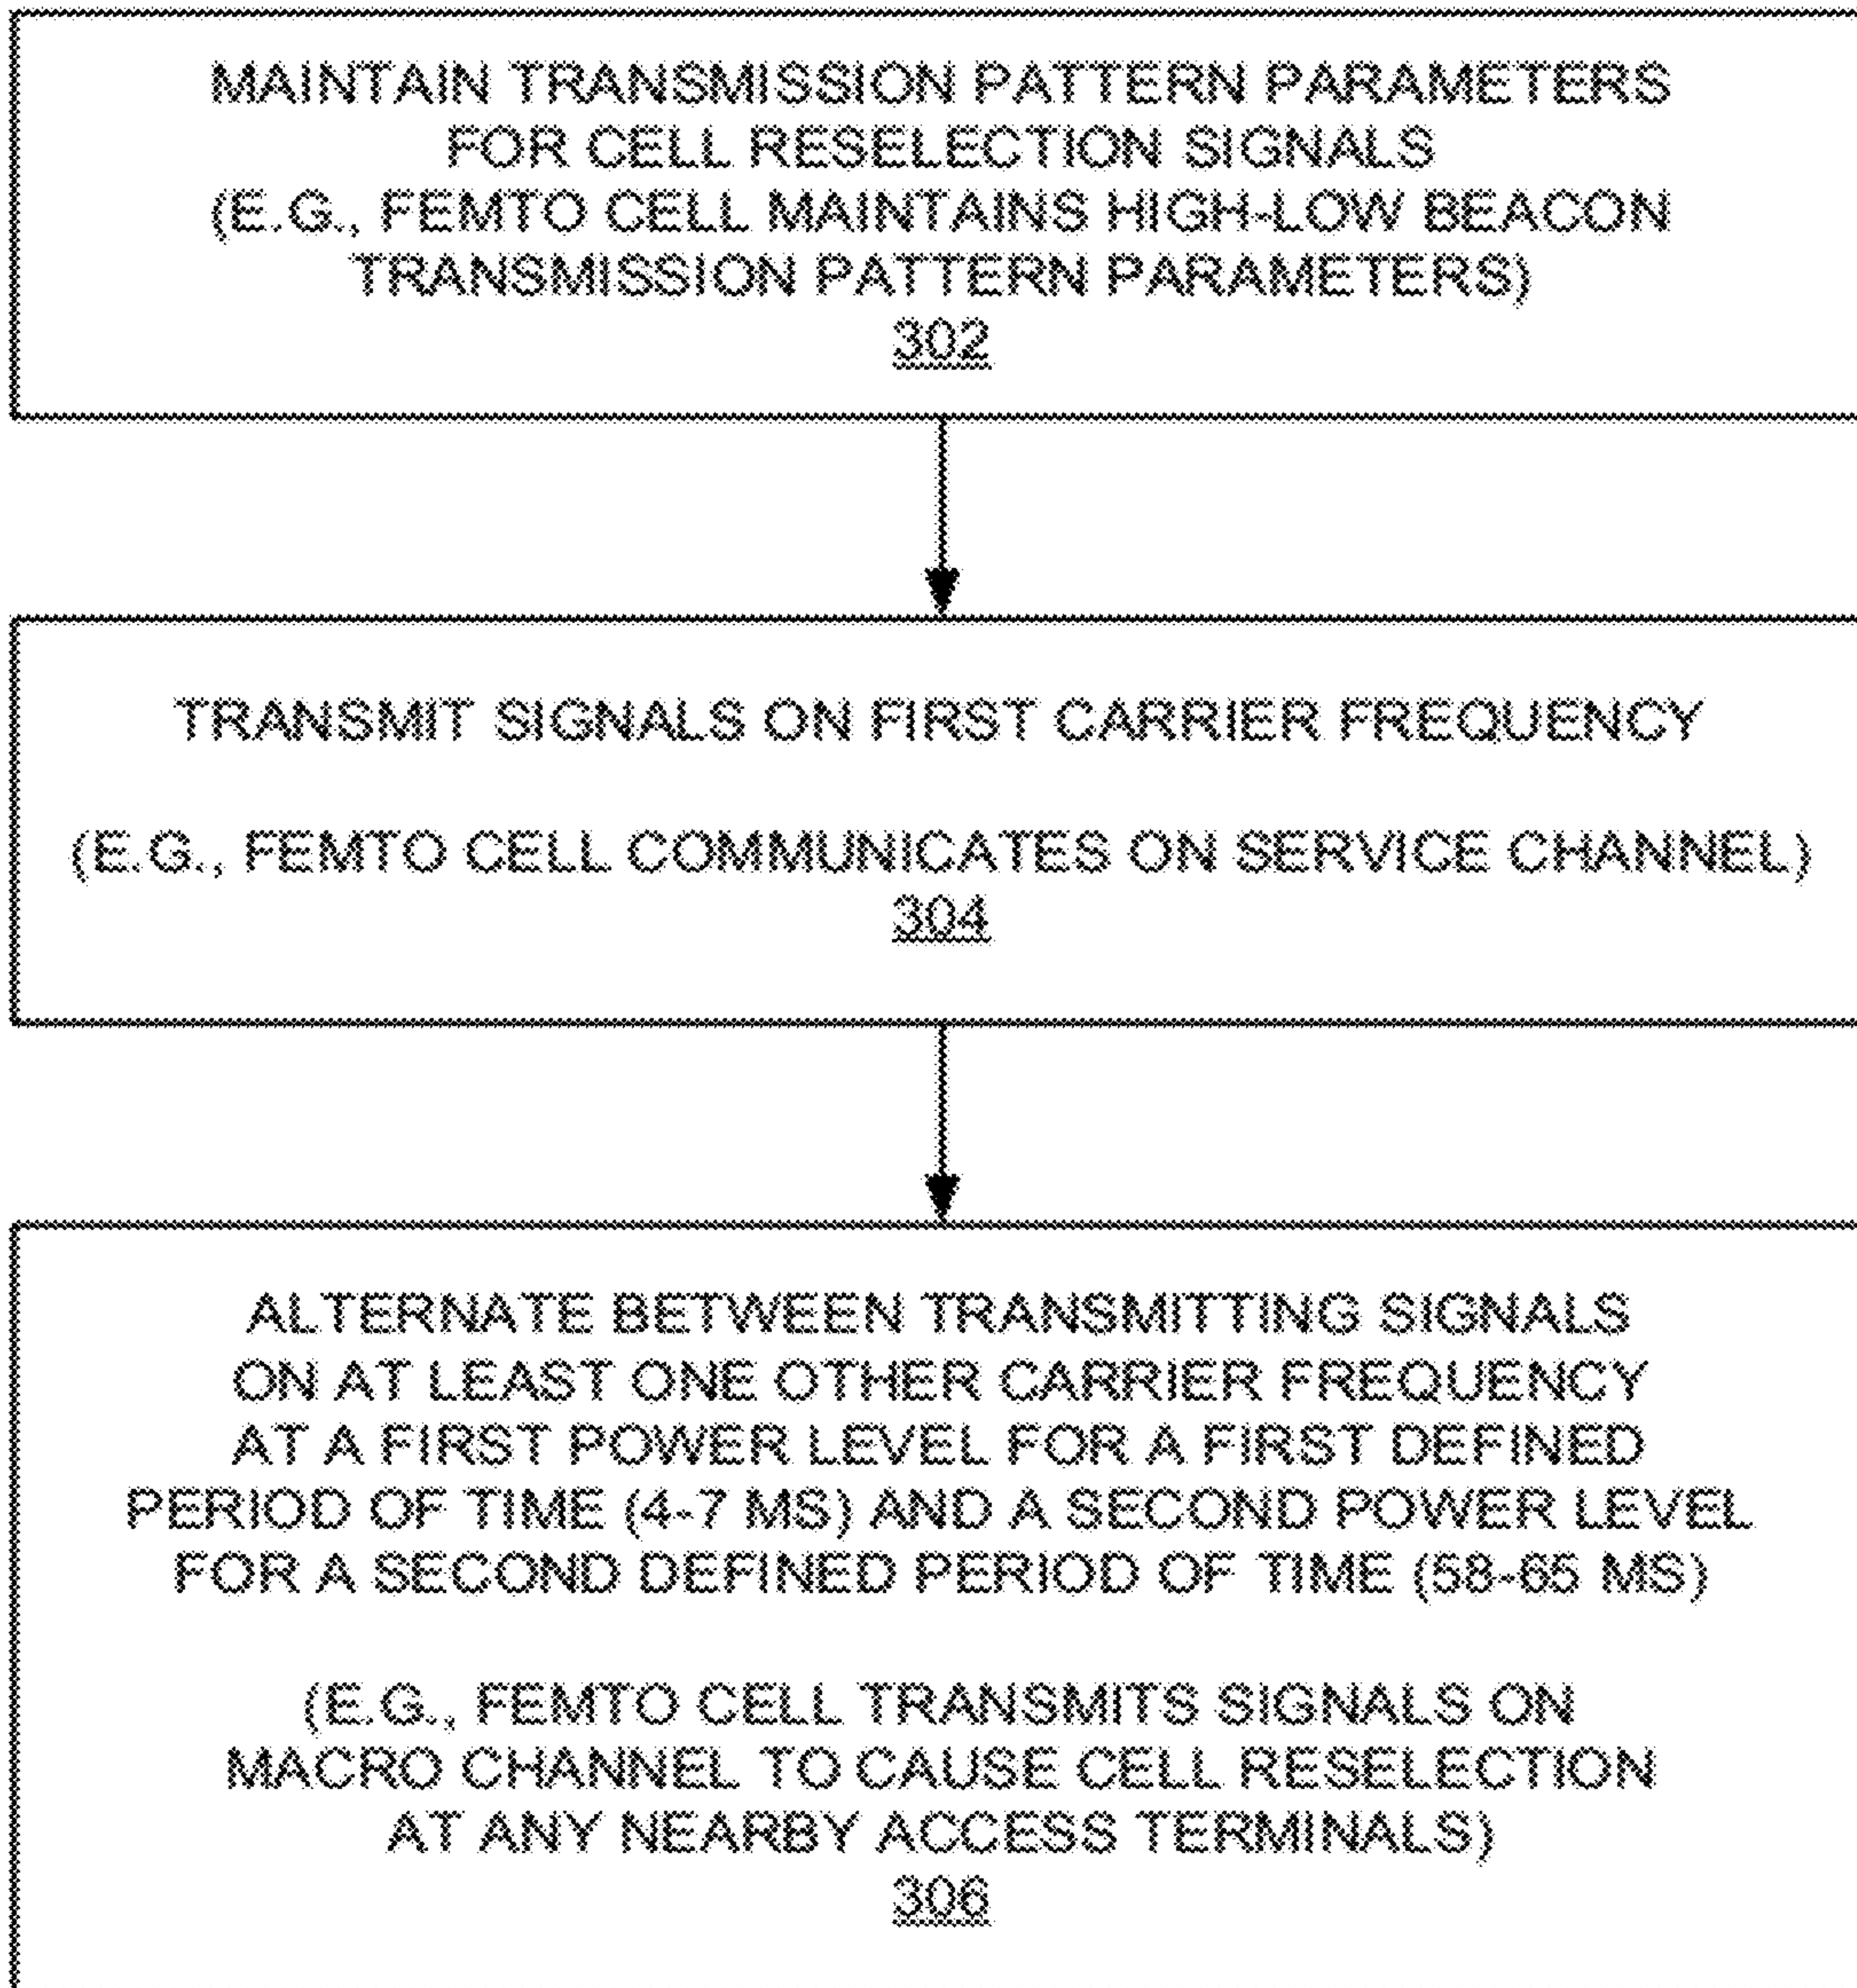 MAINTAIN TRANSMISSION PATTERN PARAMETERS
FOR CELL RESELECTION SIGNALS
(E.G., FEMTO CELL MAINTAINS HIGH-LOW BEACON
TRANSMISSION PATTERN PARAMETERS)
302
TRANSMIT SIGNALS ON FIRST CARRIER FREQUENCY
(E.G., FEMTO CELL COMMUNICATES ON SERVICE CHANNEL)
304
ALTERNATE BETWEEN TRANSMITTING SIGNALS
ON AT LEAST ONE OTHER CARRIER FREQUENCY
AT A FIRST POWER LEVEL FOR A FIRST DEFINED
PERIOD OF TIME (4-7 MS) AND A SECOND POWER LEVEL
FOR A SECOND DEFINED PERIOD OF TIME (58-65 MS)
(E.G., FEMTO CELL TRANSMITS SIGNALS ON
MACRO CHANNEL TO CAUSE CELL RESELECTION
AT ANY NEARBY ACCESS TERMINALS)
306